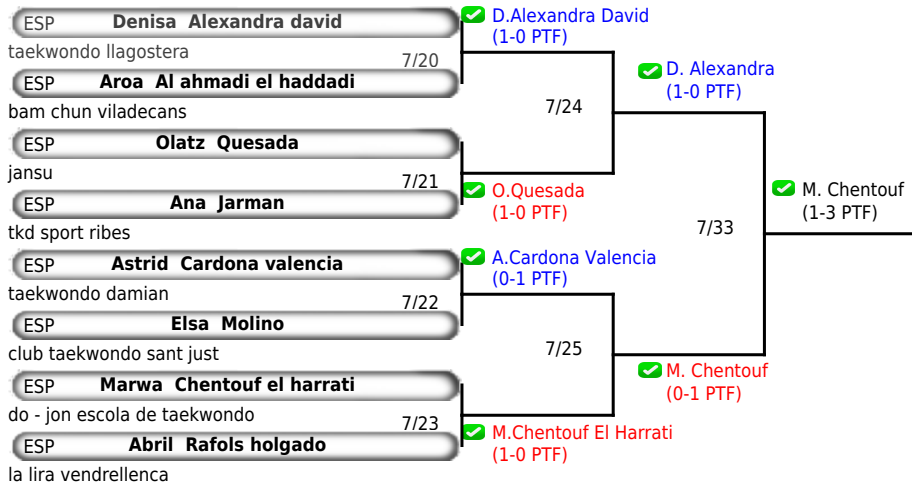 ESP Denisa Alexandra david
taekwondo llagostera
7/20
ESP Aroa Al ahmadi el haddadi
bam chun viladecans
ESP Olatz Quesada
jansu
7/21
ESP Ana Jarman
tkd sport ribes
ESP Astrid Cardona valencia
taekwondo damian
7/22
ESP Elsa Molino
club taekwondo sant just
ESP Marwa Chentouf el harrati
do - jon escola de taekwondo
7/23
ESP Abril Rafols holgado
la lira vendrellenca
D.Alexandra David
(1-0 PTF)
7/24
O.Quesada
(1-0 PTF)
A.Cardona Valencia
(0-1 PTF)
7/25
M.Chentouf El Harrati
(1-0 PTF)
D. Alexandra
(1-0 PTF)
7/33
M. Chentouf
(0-1 PTF)
M. Chentouf
(1-3 PTF)